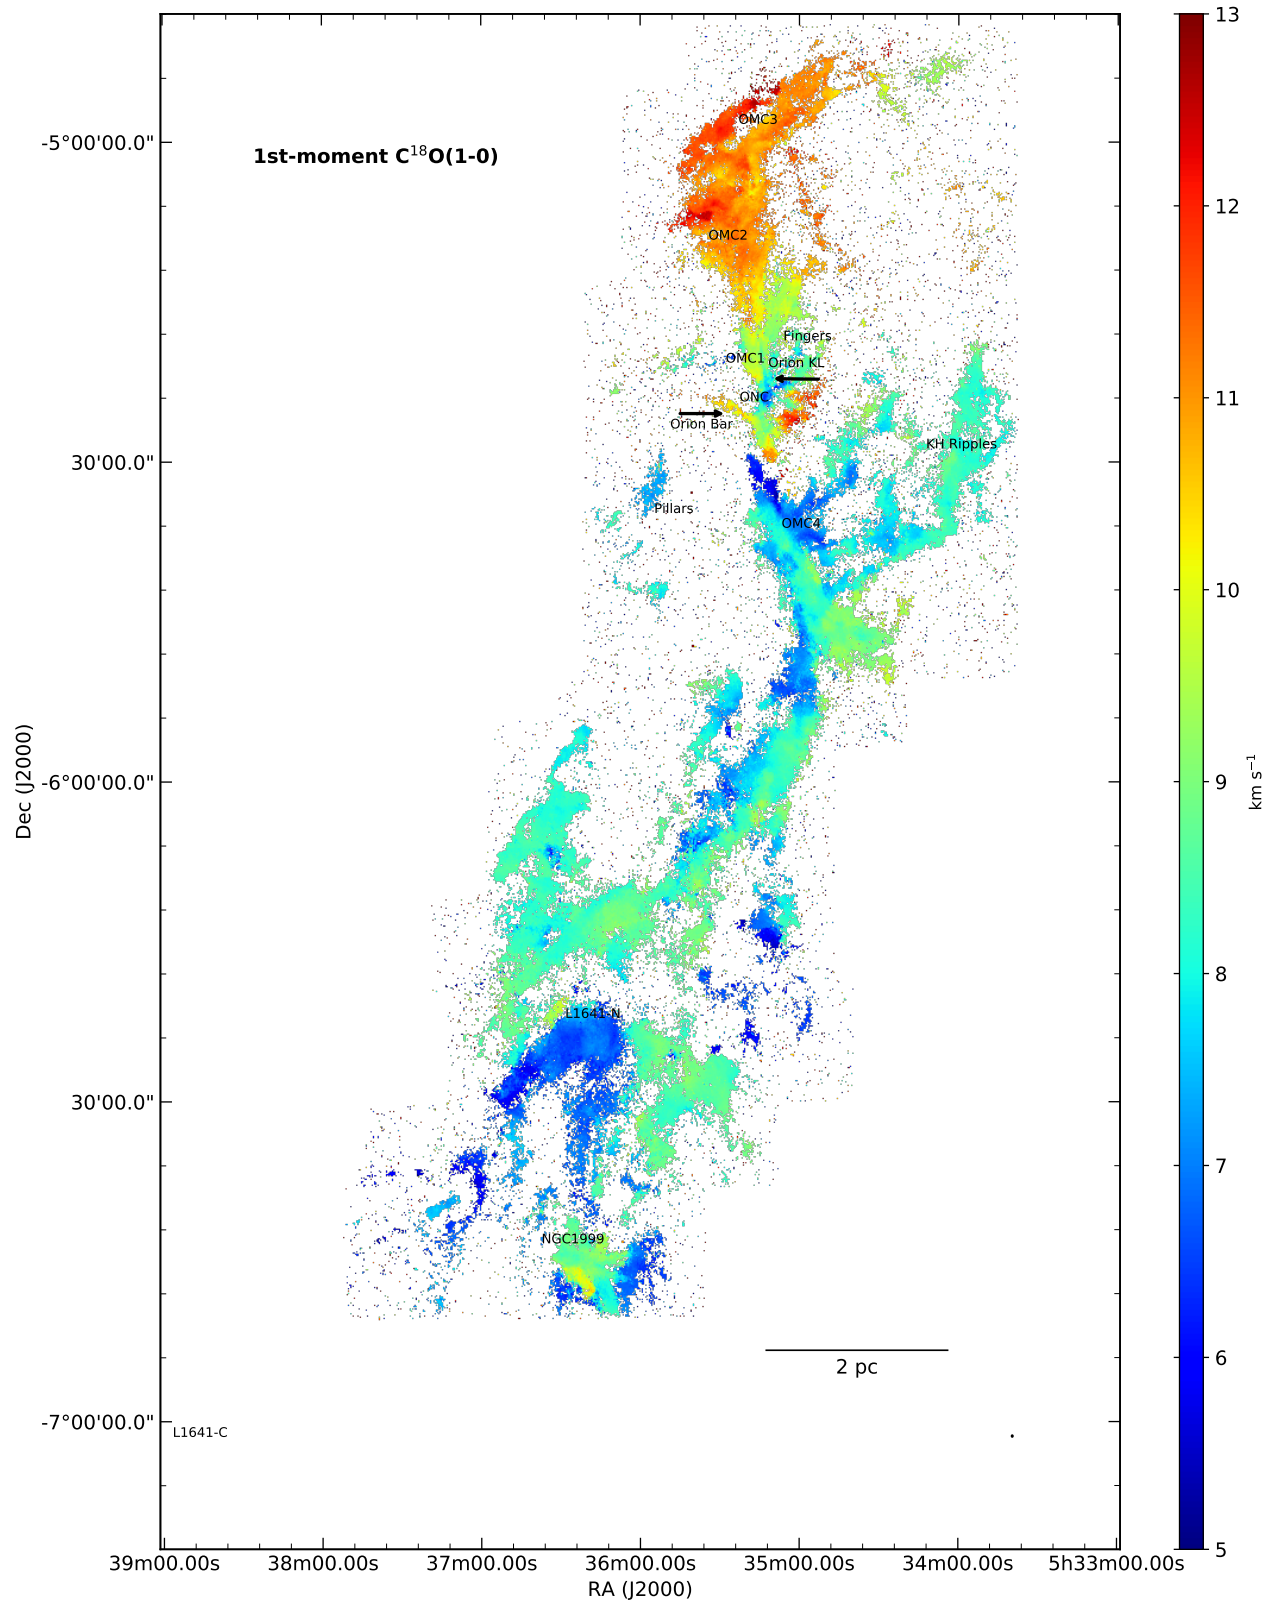 1st-moment C18O(1-0)
OMC3
OMC2
Fingers
OMC1
Orion KL
ONC
Orion Bar
KH Ripples
Pillars
OMC4
L1641-N
NGC1999
2 pc
L1641-C
-5°00'00.0"
30'00.0"
-6°00'00.0"
30'00.0"
-7°00'00.0"
Dec (J2000)
39m00.00s 38m00.00s 37m00.00s 36m00.00s 35m00.00s 34m00.00s 5h33m00.00s
RA (J2000)
13
12
11
10
9
8
7
6
5
km s−1